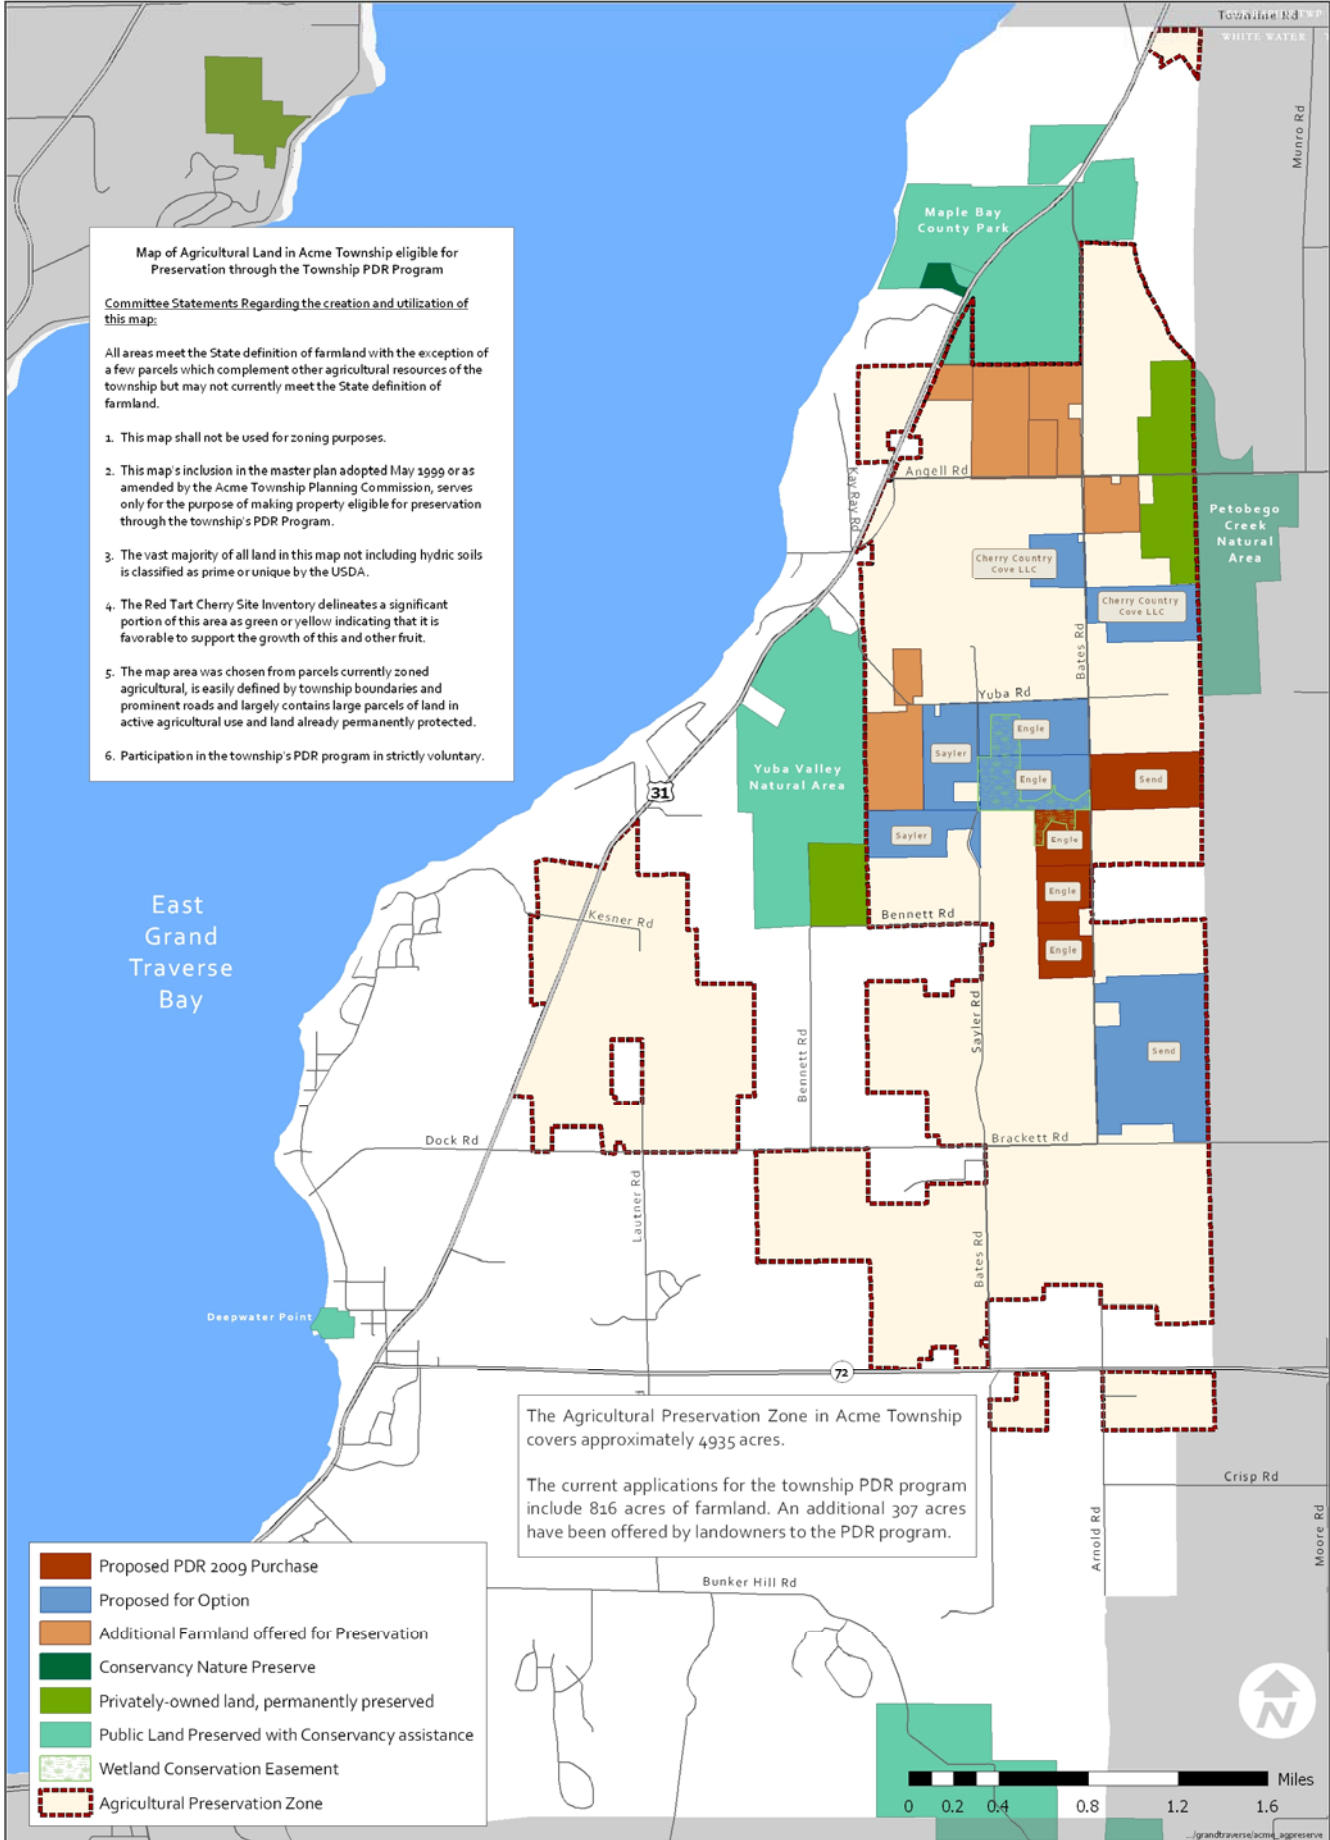 Townline Rd
WHITE WATER
Munro Rd
Maple Bay
County Park
Map of Agricultural Land in Acme Township eligible for
Preservation through the Township PDR Program
Committee Statements Regarding the creation and utilization of
this map:
All areas meet the State definition of farmland with the exception of
a few parcels which complement other agricultural resources of the
township but may not currently meet the State definition of
farmland.
1. This map shall not be used for zoning purposes.
2. This map's inclusion in the master plan adopted May 1999 or as
amended by the Acme Township Planning Commission, serves
only for the purpose of making property eligible for preservation
through the township's PDR Program.
3. The vast majority of all land in this map not including hydric soils
is classified as prime or unique by the USDA.
4. The Red Tart Cherry Site Inventory delineates a significant
portion of this area as green or yellow indicating that it is
favorable to support the growth of this and other fruit.
5. The map area was chosen from parcels currently zoned
agricultural, is easily defined by township boundaries and
prominent roads and largely contains large parcels of land in
active agricultural use and land already permanently protected.
6. Participation in the township's PDR program in strictly voluntary.
Angell Rd
Kay Ray Rd
Petobego
Creek
Natural
Area
Cherry Country
Cove LLC
Cherry Country
Cove LLC
Bates Rd
Yuba Rd
Engle
Sayler
Engle
Send
Yuba Valley
Natural Area
31
Sayler
Engle
Engle
Engle
East
Grand
Traverse
Bay
Kesner Rd
Bennett Rd
Sayler Rd
Bennett Rd
Send
Dock Rd
Brackett Rd
Lautner Rd
Bates Rd
Deepwater Point
72
The Agricultural Preservation Zone in Acme Township
covers approximately 4935 acres.
The current applications for the township PDR program
include 816 acres of farmland. An additional 307 acres
have been offered by landowners to the PDR program.
Crisp Rd
Arnold Rd
Moore Rd
Bunker Hill Rd
Proposed PDR 2009 Purchase
Proposed for Option
Additional Farmland offered for Preservation
Conservancy Nature Preserve
Privately-owned land, permanently preserved
Public Land Preserved with Conservancy assistance
Wetland Conservation Easement
Agricultural Preservation Zone
N
Miles
0 0.2 0.4 0.8 1.2 1.6
.../grandtraverse/acme_agpreserve